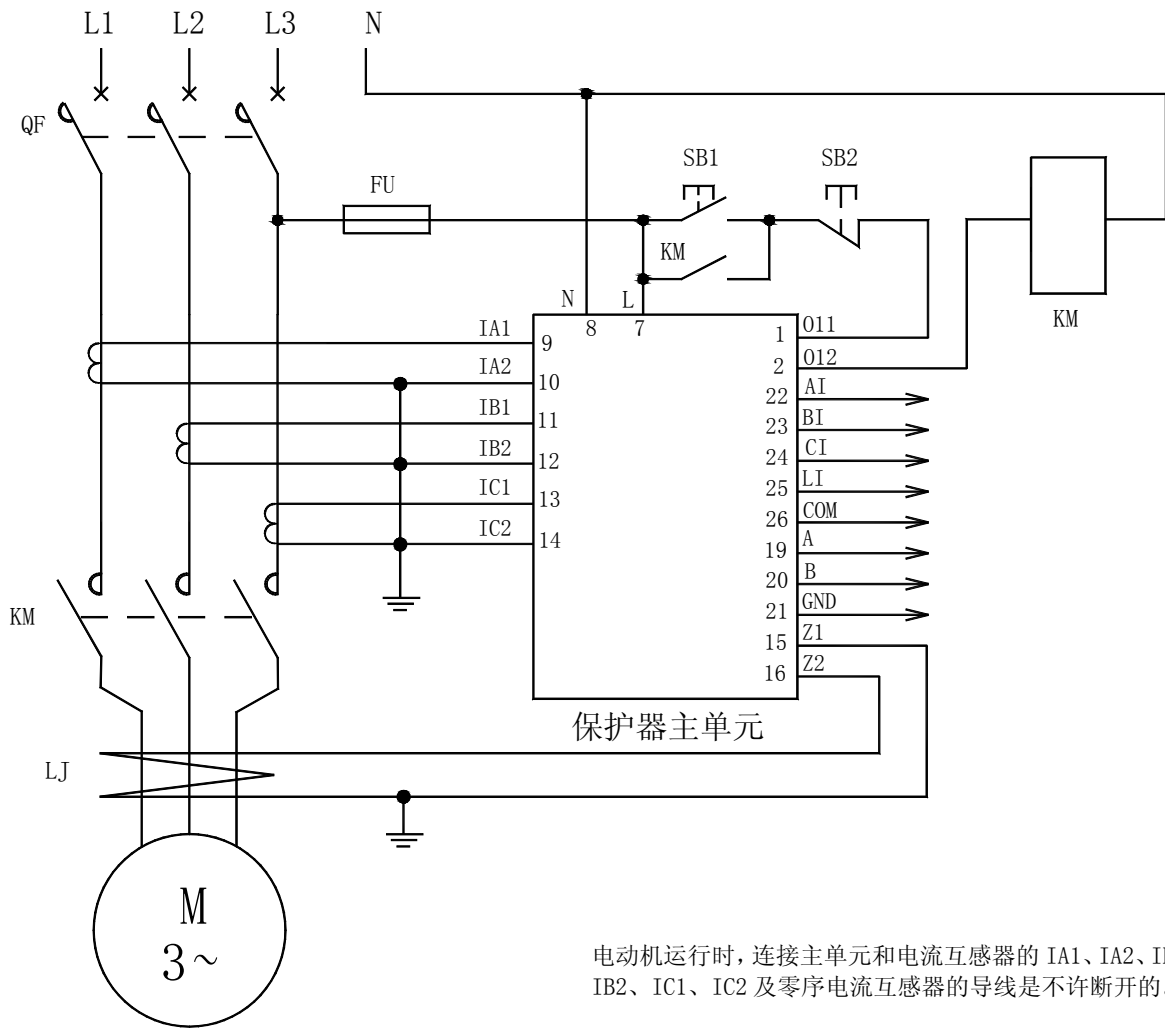 L1 L2 L3 N
QF
FU
SB1 SB2
KM
KM
N L
8 7
IA1 9
IA2 10
IB1 11
IB2 12
IC1 13
IC2 14
1 011
2 012
22 AI
23 BI
24 CI
25 LI
26 COM
19 A
20 B
21 GND
15 Z1
16 Z2
KM
保护器主单元
LJ
M
3~
电动机运行时,连接主单元和电流互感器的 IA1、IA2、
IB2、IC1、IC2 及零序电流互感器的导线是不许断开的